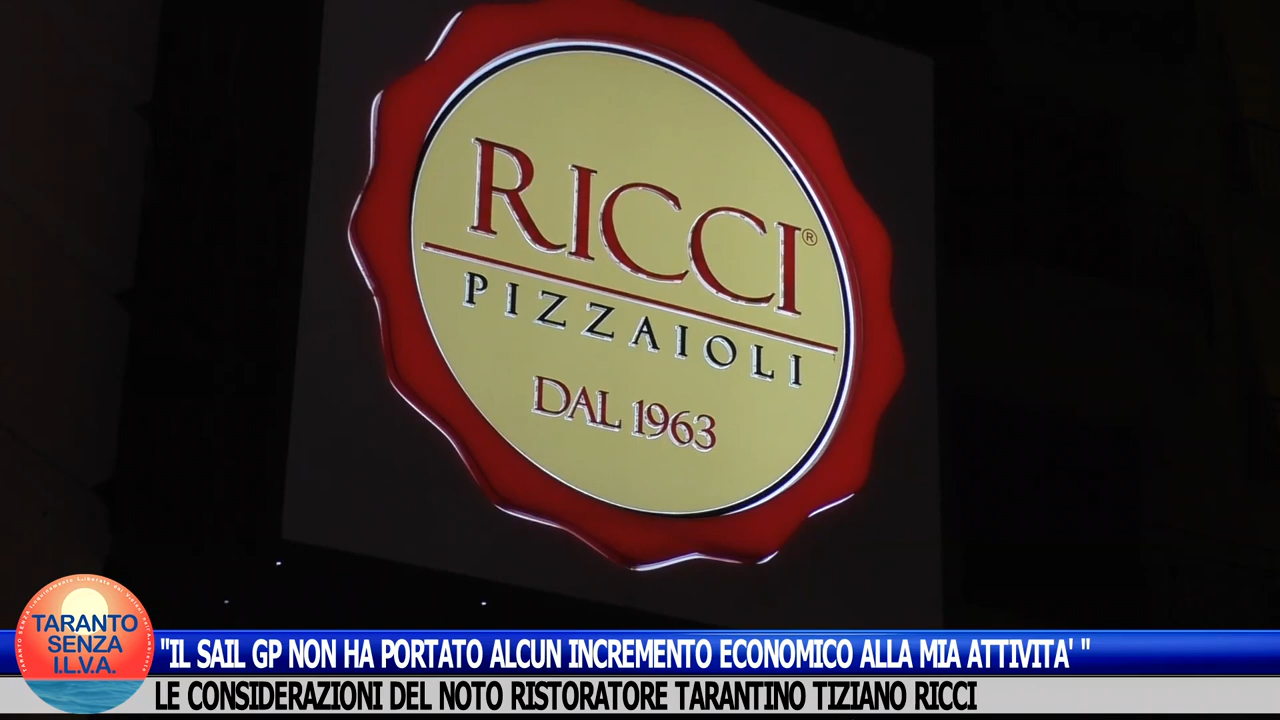 RICCI®
PIZZAIOLI
DAL 1963
TARANTO
SENZA
I.L.V.A.
"IL SAIL GP NON HA PORTATO ALCUN INCREMENTO ECONOMICO ALLA MIA ATTIVITA' "
LE CONSIDERAZIONI DEL NOTO RISTORATORE TARANTINO TIZIANO RICCI